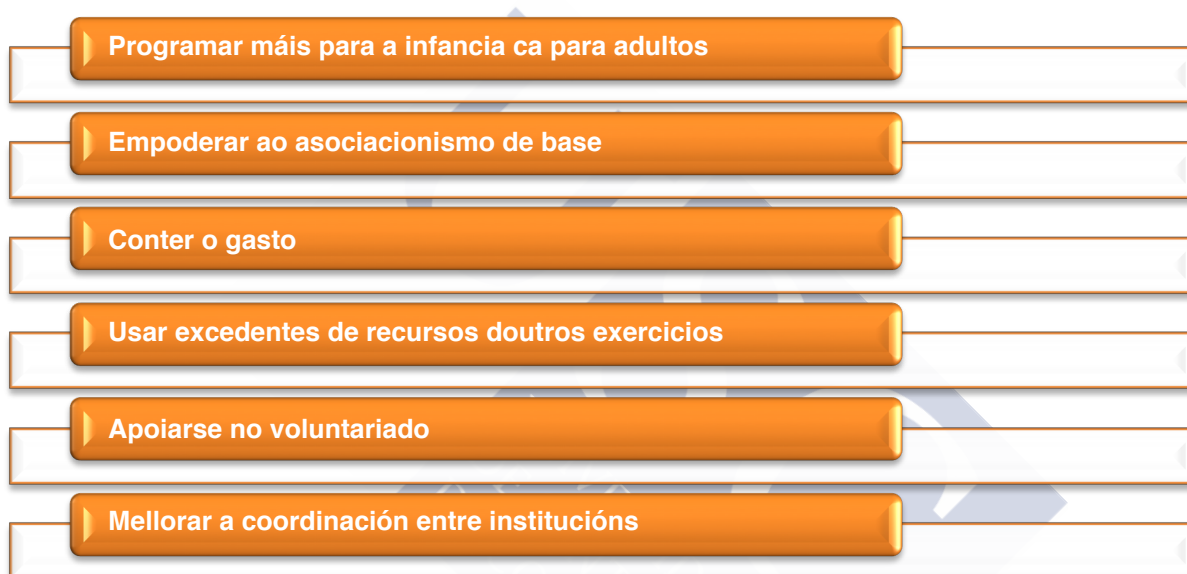 Programar máis para a infancia ca para adultos
Empoderar ao asociacionismo de base
Conter o gasto
Usar excedentes de recursos doutros exercicios
Apoiarse no voluntariado
Mellorar a coordinación entre institucións